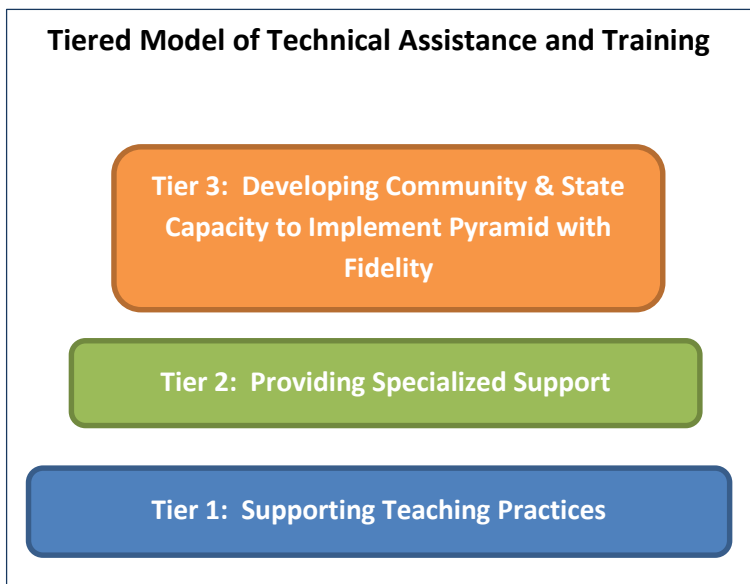 Tiered Model of Technical Assistance and Training
Tier 3:  Developing Community & State
Capacity to Implement Pyramid with
Fidelity
Tier 2:  Providing Specialized Support
Tier 1:  Supporting Teaching Practices